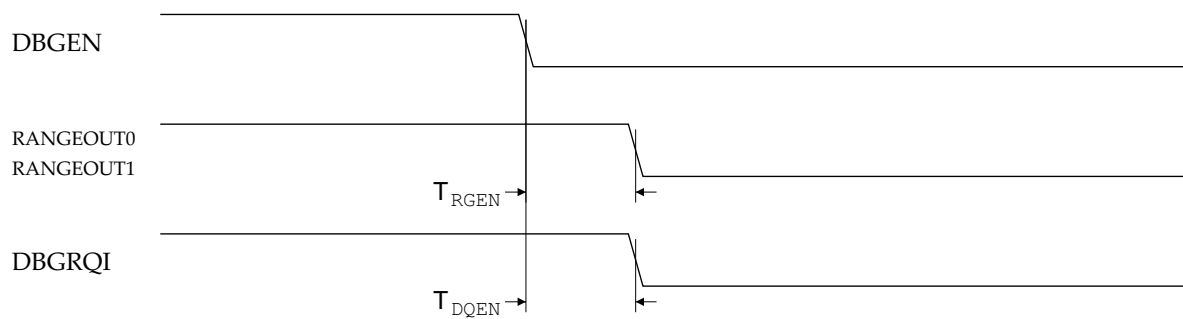 DBGEN
RANGEOUT0
RANGEOUT1
TRGEN
DBGRQI
TDQEN